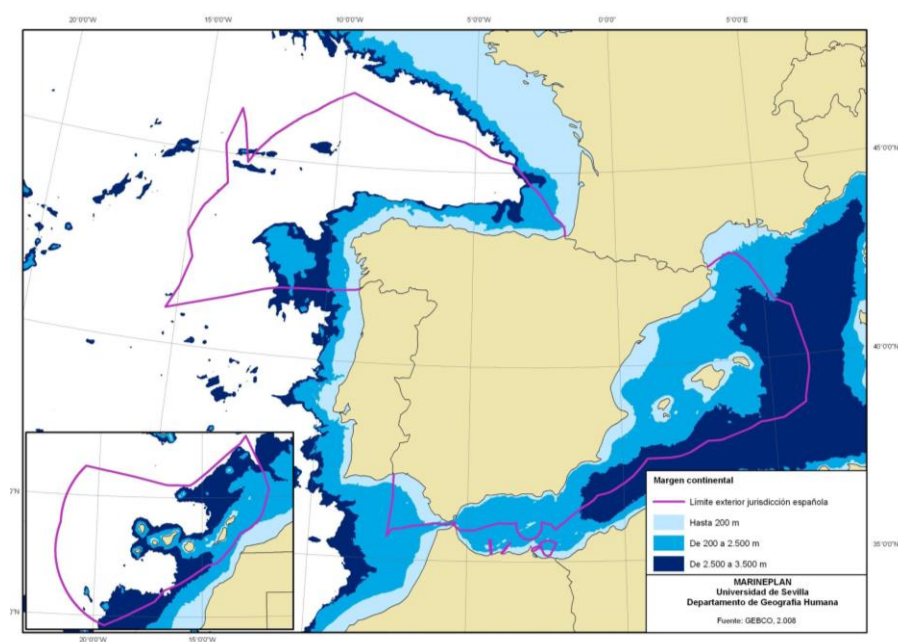 20°0'0"W
15°0'0"W
10°0'0"W
5°0'0"W
0°0'0"
5°0'0"E
45°0'0"N
40°0'0"N
35°0'0"N
7°0'N
0"N
20°0'0"W
15°0'0"W
Margen continental
Límite exterior jurisdicción española
Hasta 200 m
De 200 a 2.500 m
De 2.500 a 3.500 m
MARINEPLAN
Universidad de Sevilla
Departamento de Geografía Humana
Fuente: GEBCO, 2.008